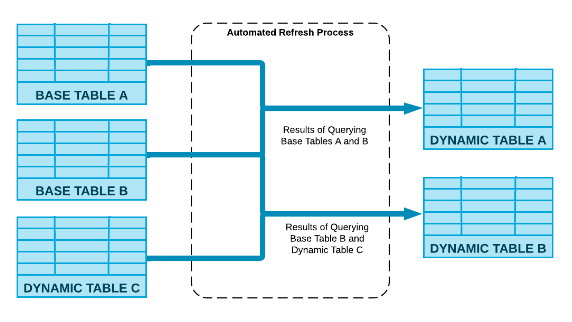 Automated Refresh Process
BASE TABLE A
BASE TABLE B
DYNAMIC TABLE C
Results of Querying
Base Tables A and B
Results of Querying
Base Table B and
Dynamic Table C
DYNAMIC TABLE A
DYNAMIC TABLE B